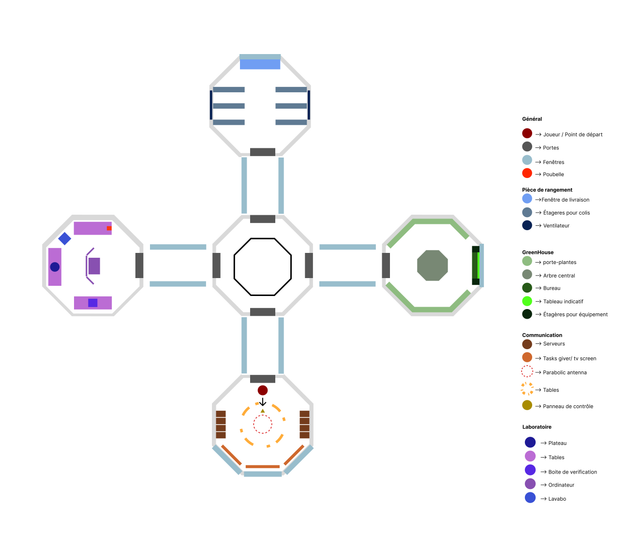 Général
→ Joueur / Point de départ
→ Portes
→ Fenêtres
→ Poubelle
Pièce de rangement
→Fenêtre de livraison
→ Étagères pour colis
→ Ventilateur
GreenHouse
→ porte-plantes
→ Arbre central
→ Bureau
→ Tableau indicatif
→ Étagères pour équipement
Communication
→ Serveurs
→ Tasks giver/ tv screen
→ Parabolic antenna
→ Tables
→ Panneau de contrôle
Laboratoire
→ Plateau
→ Tables
→ Boite de verification
→ Ordinateur
→ Lavabo